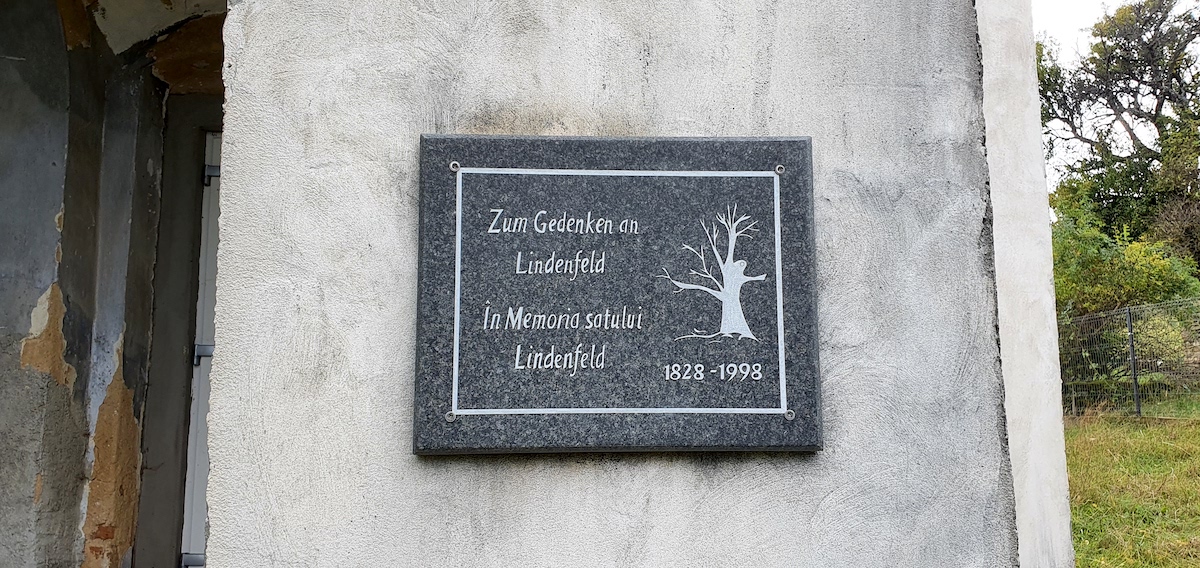 Zum Gedenken an
Lindenfeld
În Memoria satului
Lindenfeld
1828 - 1998